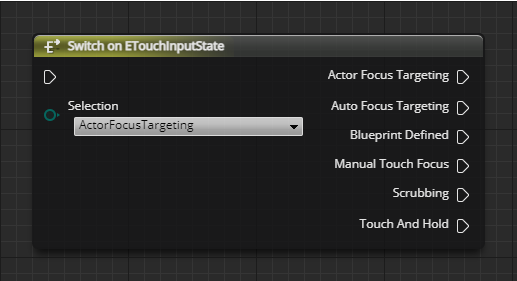 Switch on ETouchInputState
Actor Focus Targeting
Auto Focus Targeting
Selection
ActorFocusTargeting
Blueprint Defined
Manual Touch Focus
Scrubbing
Touch And Hold